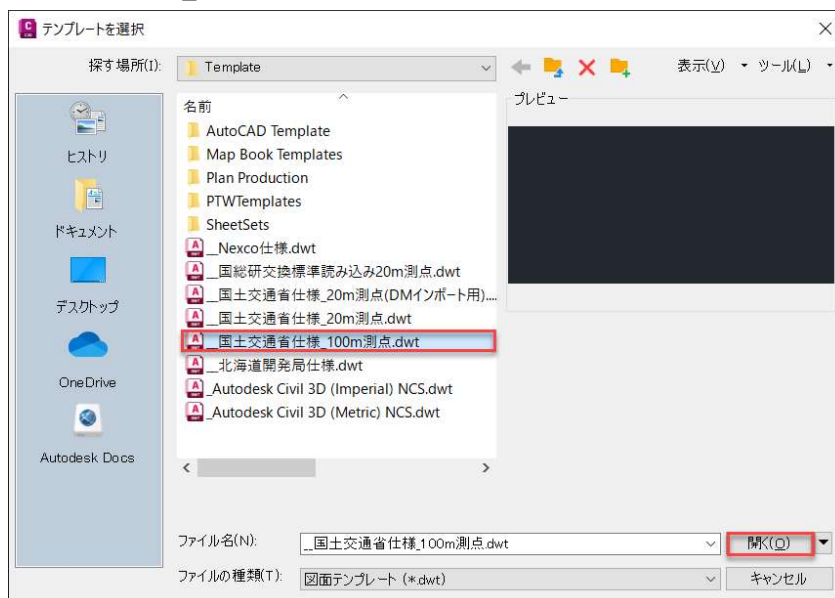 テンプレートを選択
探す場所(I): Template 表示(V) ツール(L)
プレビュー
名前
AutoCAD Template
Map Book Templates
Plan Production
PTWTemplates
SheetSets
__Nexco仕様.dwt
__国総研交換標準読み込み20m測点.dwt
__国土交通省仕様_20m測点(DMインポート用)....
__国土交通省仕様_20m測点.dwt
__国土交通省仕様_100m測点.dwt
__北海道開発局仕様.dwt
_Autodesk Civil 3D (Imperial) NCS.dwt
_Autodesk Civil 3D (Metric) NCS.dwt
ヒストリ
ドキュメント
デスクトップ
OneDrive
Autodesk Docs
ファイル名(N): __国土交通省仕様_100m測点.dwt 開く(O)
ファイルの種類(T): 図面テンプレート (*.dwt) キャンセル